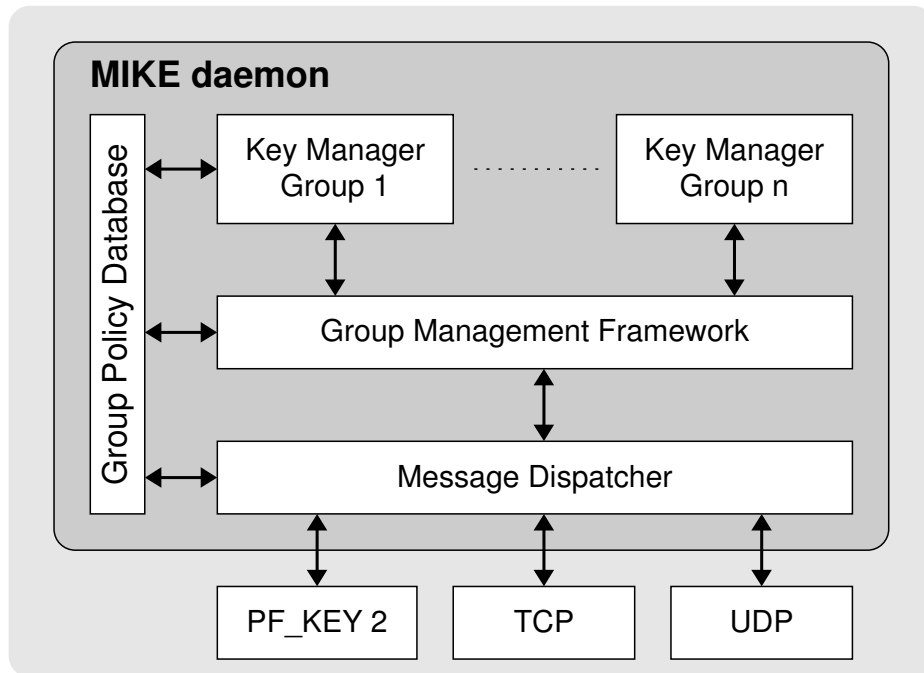 MIKE daemon
Group Policy Database
Key Manager
Group 1
Key Manager
Group n
Group Management Framework
Message Dispatcher
PF_KEY 2
TCP
UDP